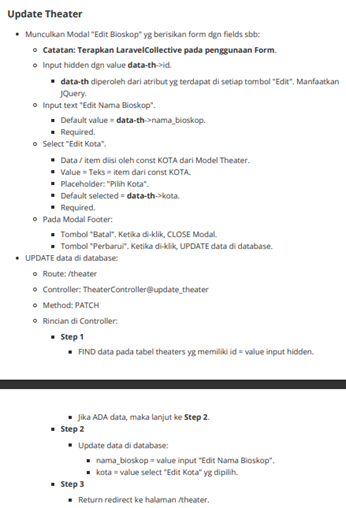 Update Theater
Munculkan Modal "Edit Bioskop" yg berisikan form dgn fields sbb:
Catatan: Terapkan LaravelCollective pada penggunaan Form.
Input hidden dgn value data-th->id.
data-th diperoleh dari atribut yg terdapat di setiap tombol "Edit". Manfaatkan
JQuery.
Input text "Edit Nama Bioskop".
Default value = data-th->nama_bioskop.
Required.
Select "Edit Kota".
Data / item diisi oleh const KOTA dari Model Theater.
Value = Teks = item dari const KOTA.
Placeholder: "Pilih Kota".
Default selected = data-th->kota.
Required.
Pada Modal Footer:
Tombol "Batal". Ketika di-klik, CLOSE Modal.
Tombol "Perbarui". Ketika di-klik, UPDATE data di database.
UPDATE data di database:
Route: /theater
Controller: TheaterController@update_theater
Method: PATCH
Rincian di Controller:
Step 1
FIND data pada tabel theaters yg memiliki id = value input hidden.
Jika ADA data, maka lanjut ke Step 2.
Step 2
Update data di database:
nama_bioskop = value input "Edit Nama Bioskop".
kota = value select "Edit Kota" yg dipilih.
Step 3
Return redirect ke halaman /theater.